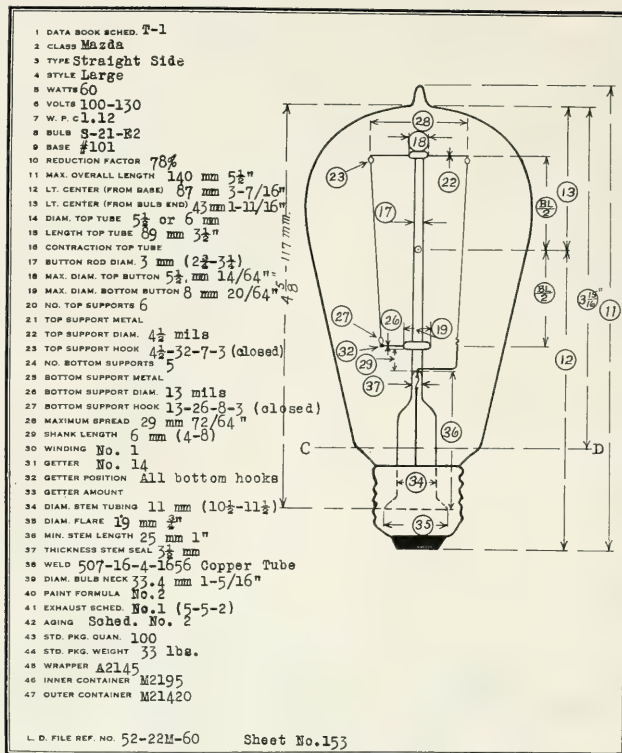 1 DATA BOOK SCHED. T-1
2 CLASS Mazda
3 TYPE Straight Side
4 STYLE Large
5 WATTS 60
6 VOLTS 100-130
7 W. P. C 1.12
8 BULB S-21-E2
9 BASE #101
10 REDUCTION FACTOR 78%
11 MAX. OVERALL LENGTH 140 mm 5½"
12 LT. CENTER (FROM BASE) 87 mm 3-7/16"
13 LT. CENTER (FROM BULB END) 43 mm 1-11/16"
14 DIAM. TOP TUBE 5½ or 6 mm
15 LENGTH TOP TUBE 89 mm 3½"
16 CONTRACTION TOP TUBE
17 BUTTON ROD DIAM. 3 mm (2¾-3¼)
18 MAX. DIAM. TOP BUTTON 5½ mm 14/64"
19 MAX. DIAM. BOTTOM BUTTON 8 mm 20/64"
20 NO. TOP SUPPORTS 6
21 TOP SUPPORT METAL
22 TOP SUPPORT DIAM. 4½ mils
23 TOP SUPPORT HOOK 4½-32-7-3 (closed)
24 NO. BOTTOM SUPPORTS 5
25 BOTTOM SUPPORT METAL
26 BOTTOM SUPPORT DIAM. 13 mils
27 BOTTOM SUPPORT HOOK 13-26-8-3 (closed)
28 MAXIMUM SPREAD 29 mm 72/64"
29 SHANK LENGTH 6 mm (4-8)
30 WINDING No. 1
31 GETTER No. 14
32 GETTER POSITION All bottom hooks
33 GETTER AMOUNT
34 DIAM. STEM TUBING 11 mm (10½-11½)
35 DIAM. FLARE 19 mm ¾"
36 MIN. STEM LENGTH 25 mm 1"
37 THICKNESS STEM SEAL 3½ mm
38 WELD 507-16-4-1656 Copper Tube
39 DIAM. BULB NECK 33.4 mm 1-5/16"
40 PAINT FORMULA No.2
41 EXHAUST SCHED. No.1 (5-5-2)
42 AGING Sched. No. 2
43 STD. PKG. QUAN. 100
44 STD. PKG. WEIGHT 33 lbs.
45 WRAPPER A2145
46 INNER CONTAINER M2195
47 OUTER CONTAINER M21420
L. D. FILE REF. NO. 52-22M-60 Sheet No.153
28
18
23
22
17
BL/2
13
4 5/8 - 117 mm.
BL/2
3 15/16"
11
27
26
19
32
29
12
37
36
C
D
34
35